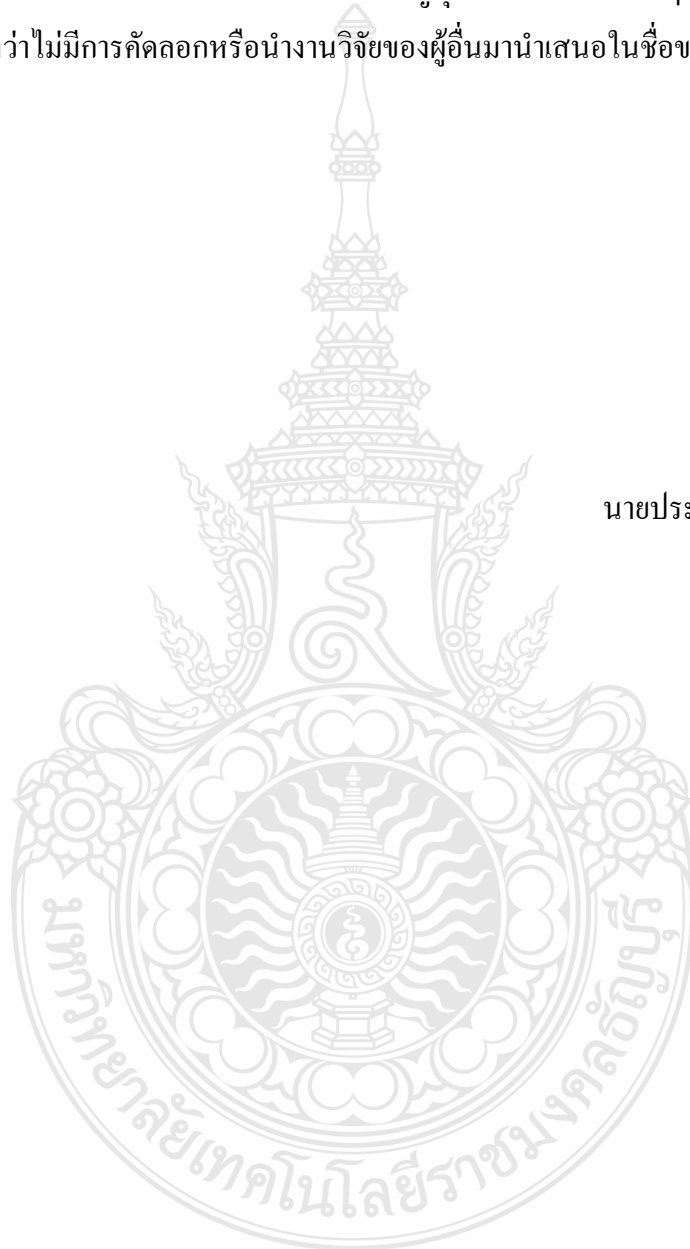 ว่าไม่มีการคัดลอกหรือนำงานวิจัยของผู้อื่นมานำเสนอในชื่อข
นายประ
มหาวิทยาลัยเทคโนโลยีราชมงคลธัญบุรี